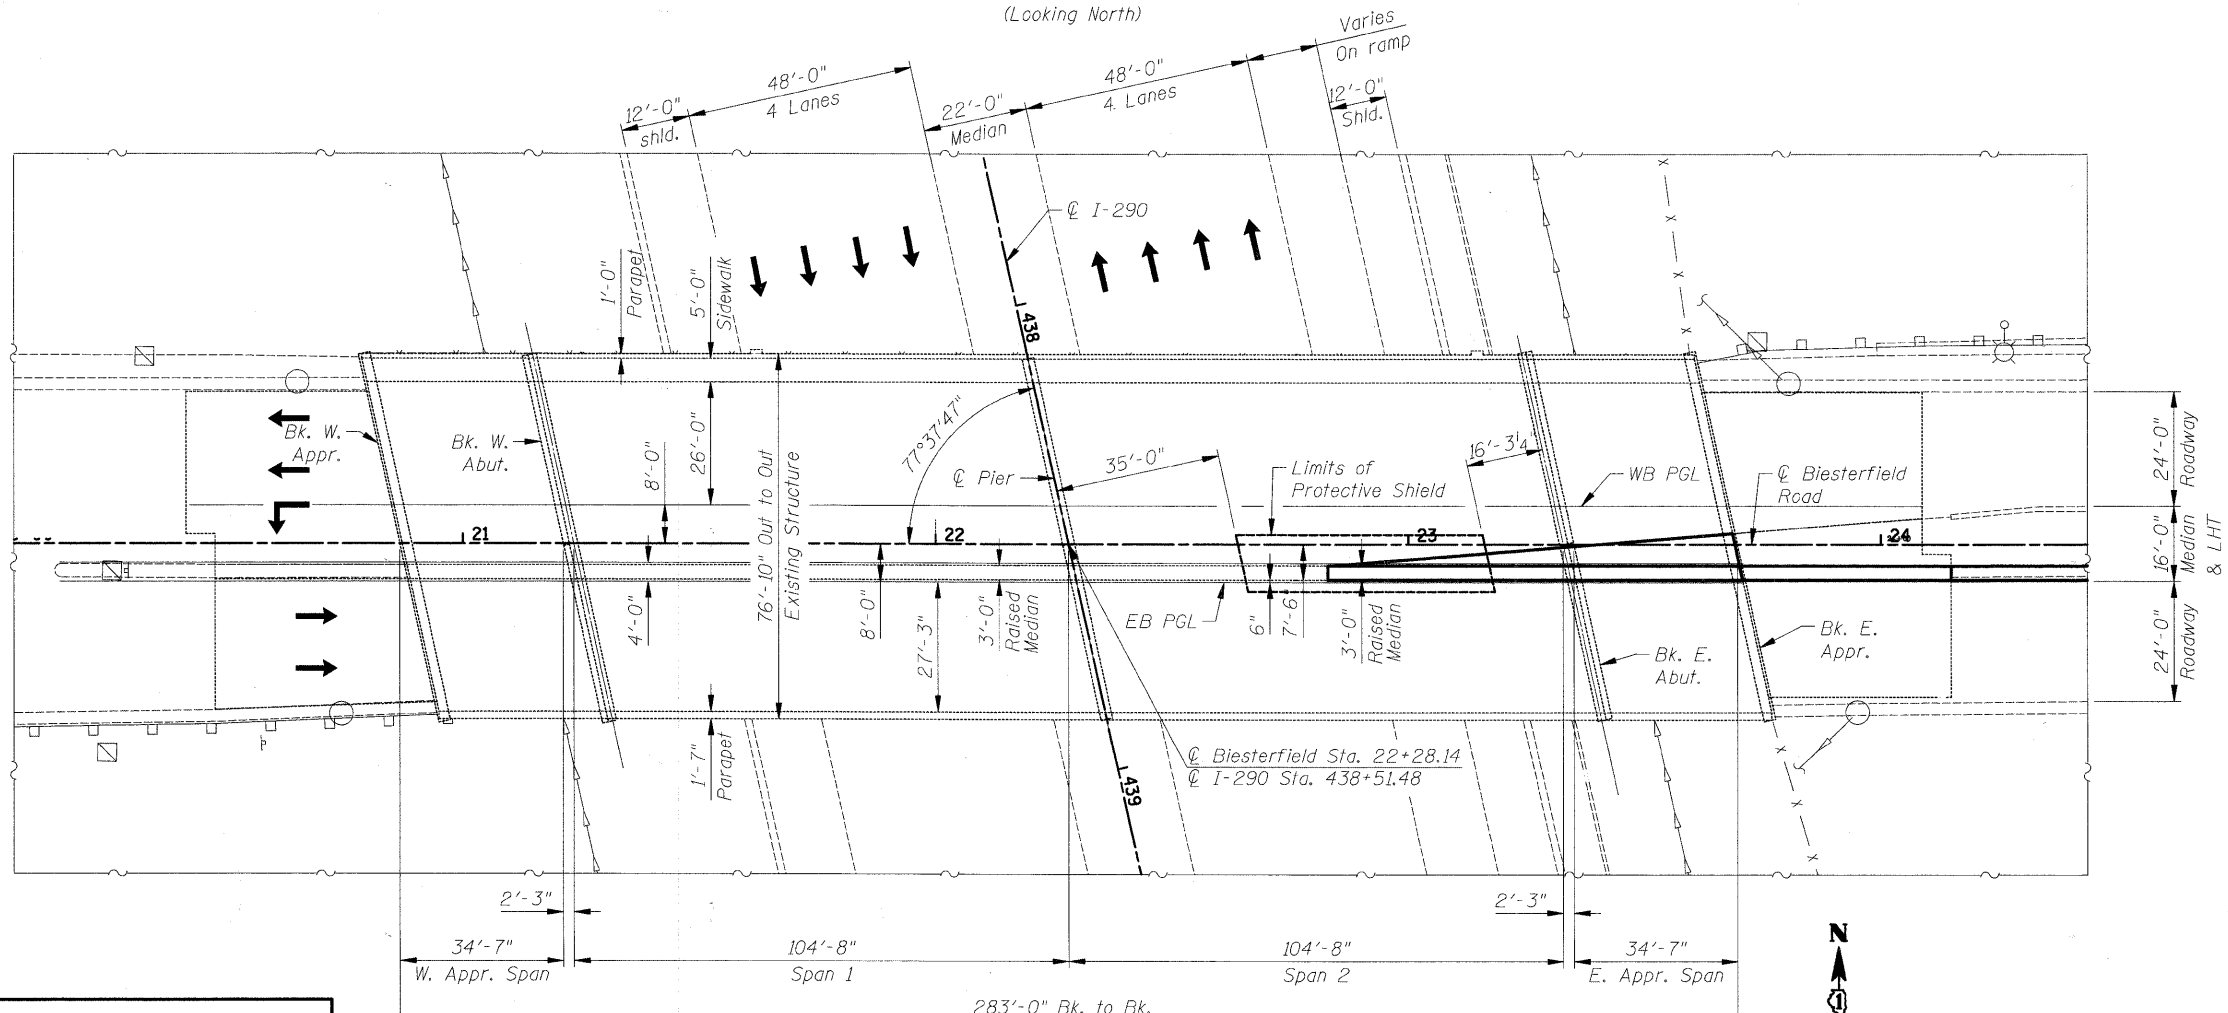 (Looking North)
Varies
On ramp
48'-0"
4 Lanes
48'-0"
4 Lanes
12'-0"
shld.
22'-0"
Median
12'-0"
Shld.
℄ I-290
438
1'-0"
Parapet
5'-0"
Sidewalk
Bk. W.
Appr.
Bk. W.
Abut.
8'-0"
26'-0"
76'-10" Out to Out
Existing Structure
77°37'47"
℄ Pier
35'-0"
Limits of
Protective Shield
16'-3¼"
WB PGL
℄ Biesterfield
Road
24'-0"
Roadway
21
22
23
24
16'-0"
Median
& LHT
4'-0"
8'-0"
27'-3"
3'-0"
Raised
Median
EB PGL
6"
7'-6"
3'-0"
Raised
Median
Bk. E.
Abut.
Bk. E.
Appr.
24'-0"
Roadway
1'-7"
Parapet
℄ Biesterfield Sta. 22+28.14
℄ I-290 Sta. 438+51.48
439
2'-3"
2'-3"
34'-7"
W. Appr. Span
104'-8"
Span 1
104'-8"
Span 2
34'-7"
E. Appr. Span
N
283'-0" Bk. to Bk.